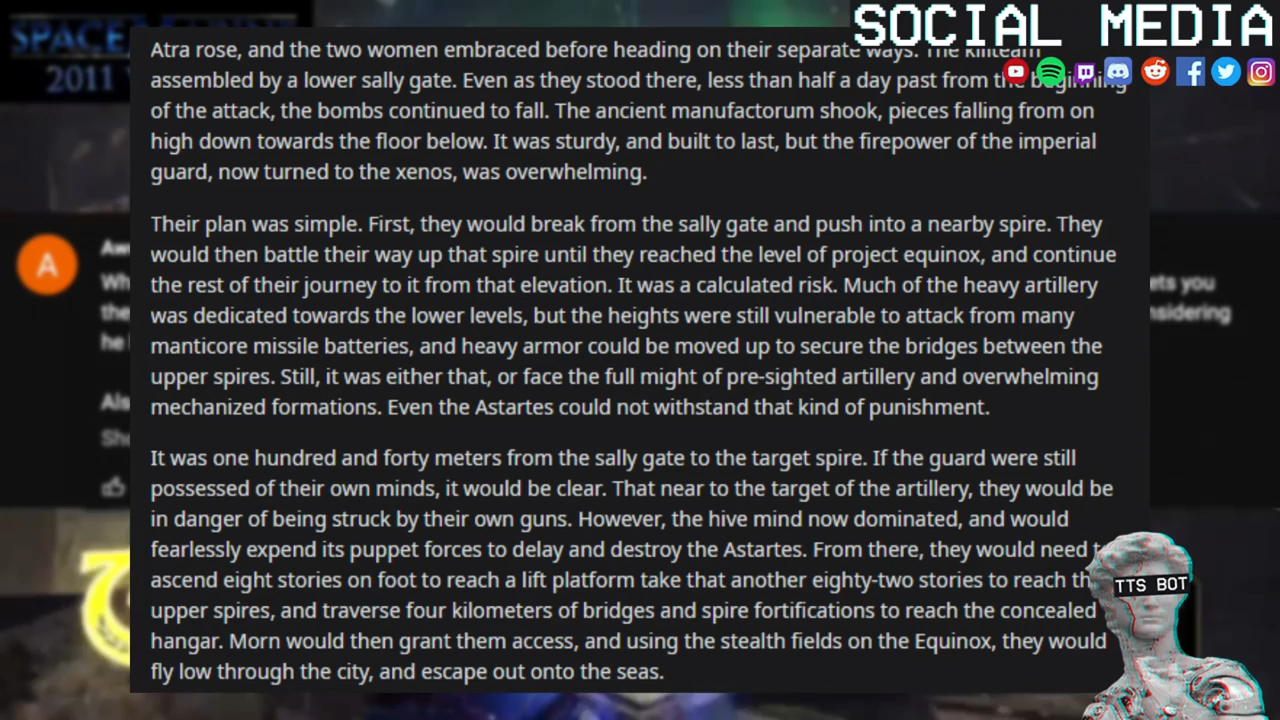 SOCIAL MEDIA
SPACE
2011
Atra rose, and the two women embraced before heading on their separate ways. The killteam
assembled by a lower sally gate. Even as they stood there, less than half a day past from the beginning
of the attack, the bombs continued to fall. The ancient manufactorum shook, pieces falling from on
high down towards the floor below. It was sturdy, and built to last, but the firepower of the imperial
guard, now turned to the xenos, was overwhelming.
Their plan was simple. First, they would break from the sally gate and push into a nearby spire. They
would then battle their way up that spire until they reached the level of project equinox, and continue
the rest of their journey to it from that elevation. It was a calculated risk. Much of the heavy artillery
was dedicated towards the lower levels, but the heights were still vulnerable to attack from many
manticore missile batteries, and heavy armor could be moved up to secure the bridges between the
upper spires. Still, it was either that, or face the full might of pre-sighted artillery and overwhelming
mechanized formations. Even the Astartes could not withstand that kind of punishment.
It was one hundred and forty meters from the sally gate to the target spire. If the guard were still
possessed of their own minds, it would be clear. That near to the target of the artillery, they would be
in danger of being struck by their own guns. However, the hive mind now dominated, and would
fearlessly expend its puppet forces to delay and destroy the Astartes. From there, they would need
ascend eight stories on foot to reach a lift platform take that another eighty-two stories to reach
upper spires, and traverse four kilometers of bridges and spire fortifications to reach the concealed
hangar. Morn would then grant them access, and using the stealth fields on the Equinox, they would
fly low through the city, and escape out onto the seas.
A
ets you
nsidering
he
TTS BOT